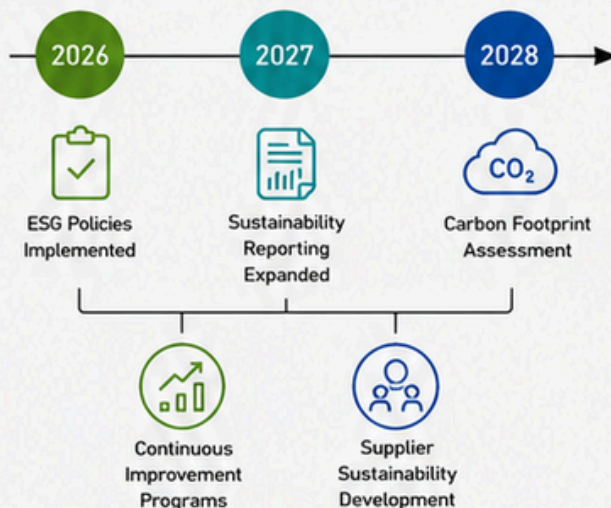 2026
2027
2028
CO₂
ESG Policies
Implemented
Sustainability
Reporting
Expanded
Carbon Footprint
Assessment
Continuous
Improvement
Programs
Supplier
Sustainability
Development